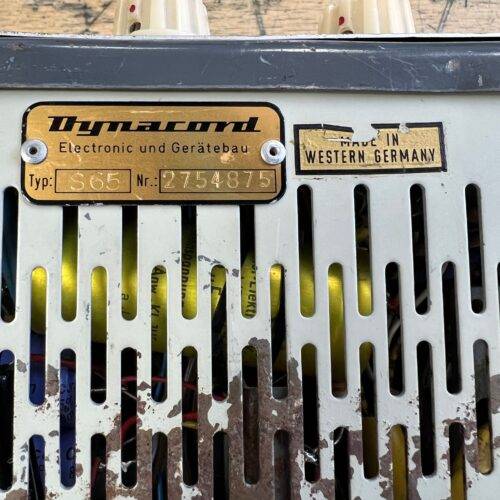 Dynacord
Electronic und Gerätebau
Typ: S65 Nr.: 2754875
MADE IN
WESTERN GERMANY